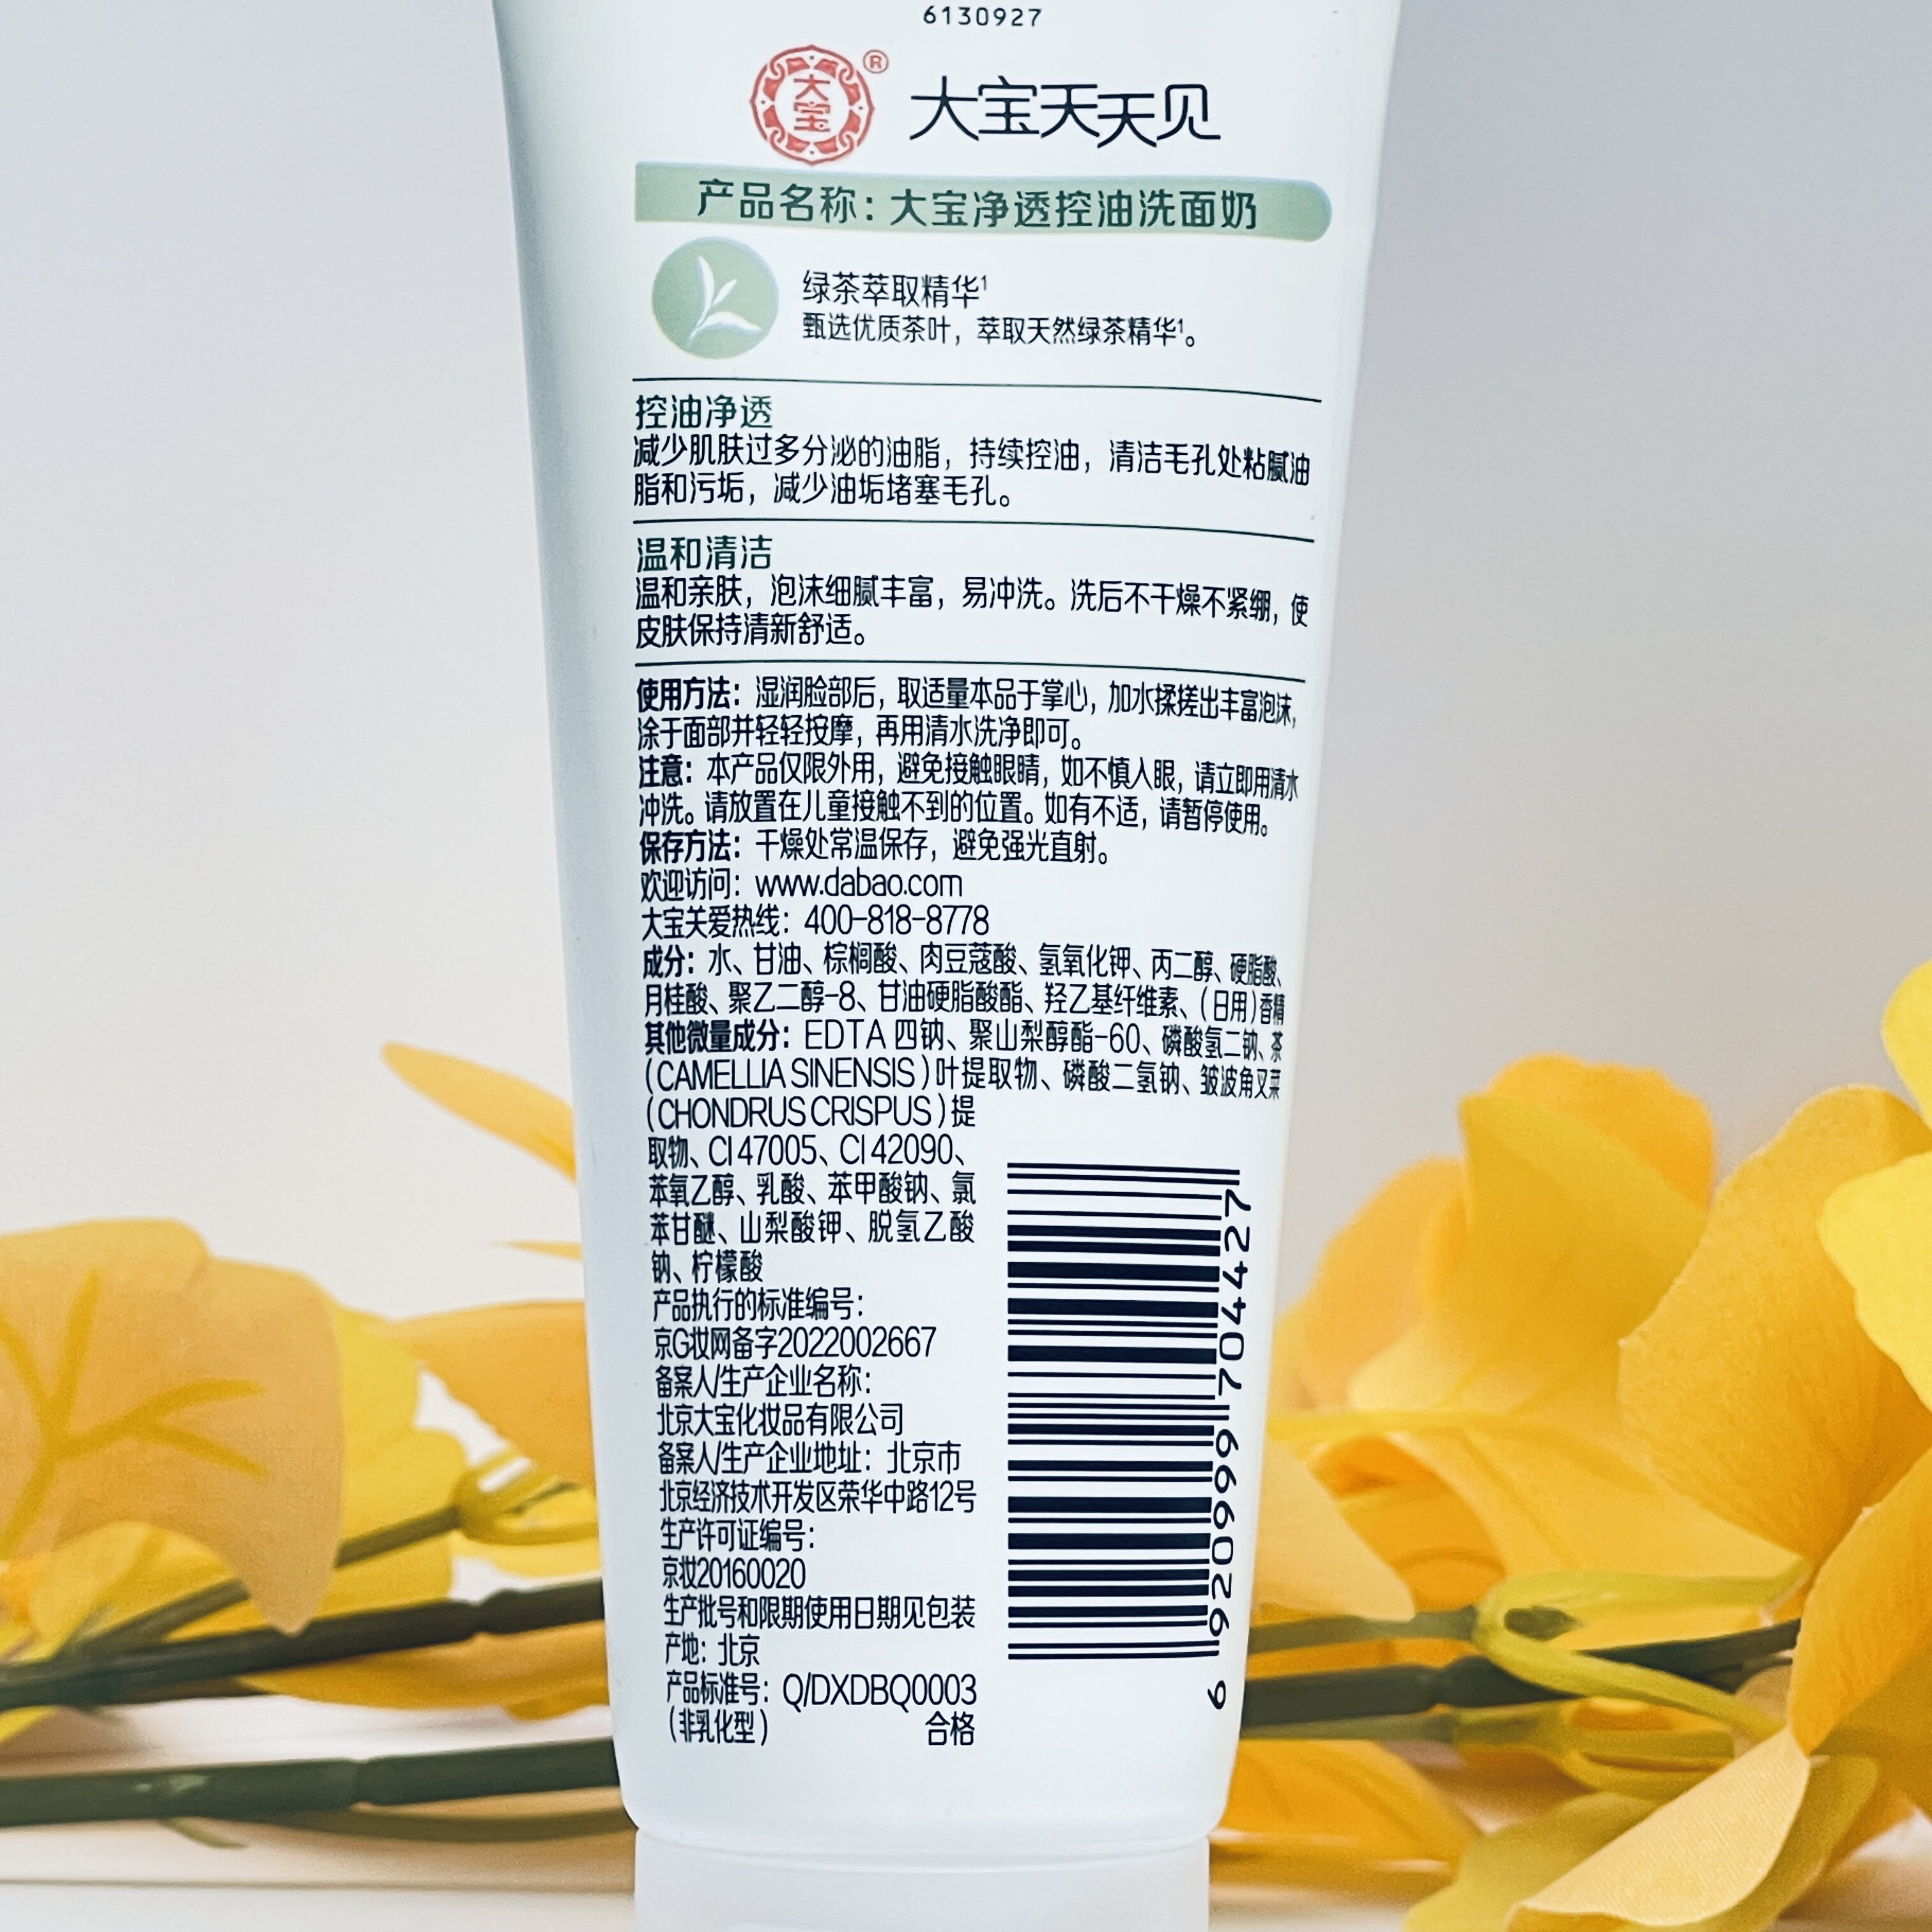 6130927
大宝
®
大宝天天见
产品名称：大宝净透控油洗面奶
绿茶萃取精华¹
甄选优质茶叶，萃取天然绿茶精华¹。
控油净透
减少肌肤过多分泌的油脂，持续控油，清洁毛孔处粘腻油
脂和污垢，减少油垢堵塞毛孔。
温和清洁
温和亲肤，泡沫细腻丰富，易冲洗。洗后不干燥不紧绷，使
皮肤保持清新舒适。
使用方法：湿润脸部后，取适量本品于掌心，加水揉搓出丰富泡沫，
涂于面部并轻轻按摩，再用清水洗净即可。
注意：本产品仅限外用，避免接触眼睛，如不慎入眼，请立即用清水
冲洗。请放置在儿童接触不到的位置。如有不适，请暂停使用。
保存方法：干燥处常温保存，避免强光直射。
欢迎访问：www.dabao.com
大宝关爱热线：400-818-8778
成分：水、甘油、棕榈酸、肉豆蔻酸、氢氧化钾、丙二醇、硬脂酸、
月桂酸、聚乙二醇-8、甘油硬脂酸酯、羟乙基纤维素、（日用）香精
其他微量成分：EDTA 四钠、聚山梨醇酯-60、磷酸氢二钠、茶
（CAMELLIA SINENSIS）叶提取物、磷酸二氢钠、皱波角叉菜
（CHONDRUS CRISPUS）提
取物、CI 47005、CI 42090、
苯氧乙醇、乳酸、苯甲酸钠、氯
苯甘醚、山梨酸钾、脱氢乙酸
钠、柠檬酸
产品执行的标准编号：
京G妆网备字2022002667
备案人/生产企业名称：
北京大宝化妆品有限公司
备案人/生产企业地址：北京市
北京经济技术开发区荣华中路12号
生产许可证编号：
京妆20160020
生产批号和限期使用日期见包装
产地：北京
产品标准号：Q/DXDBQ0003
（非乳化型） 合格
6 920999 704427